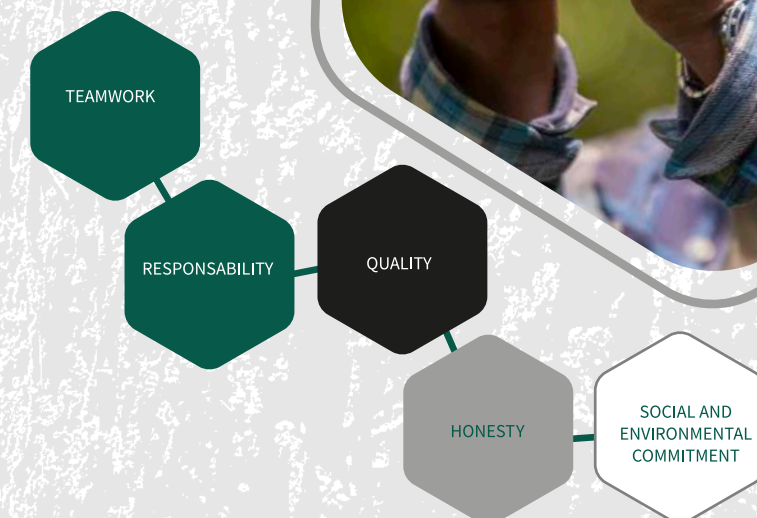 TEAMWORK
RESPONSABILITY
QUALITY
HONESTY
SOCIAL AND
ENVIRONMENTAL
COMMITMENT